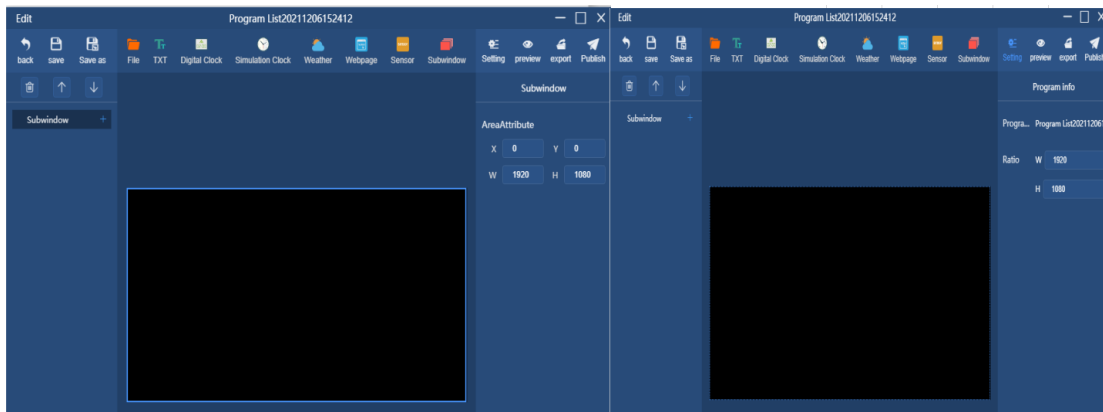 Edit Program List20211206152412
back save Save as File TXT Digital Clock Simulation Clock Weather Webpage Sensor Subwindow Setting preview export Publish
Subwindow
Subwindow +
AreaAttribute
X 0 Y 0
W 1920 H 1080
Edit Program List20211206152412
back save Save as File TXT Digital Clock Simulation Clock Weather Webpage Sensor Subwindow Setting preview export Publish
Program info
Subwindow +
Progra... Program List20211206
Ratio W 1920
H 1080